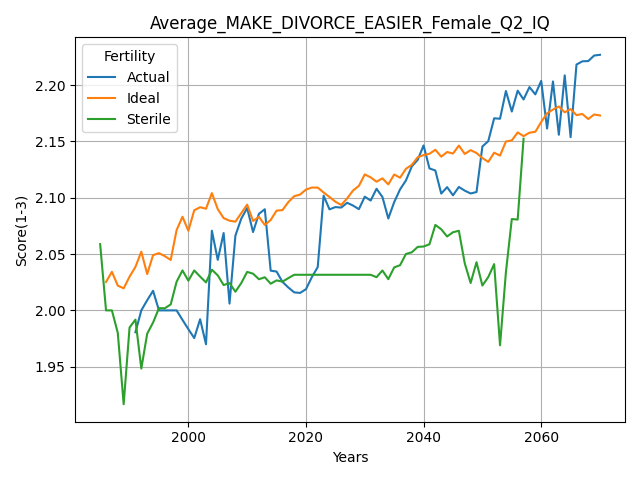 Average_MAKE_DIVORCE_EASIER_Female_Q2_IQ
Fertility
Actual
Ideal
Sterile
Score(1-3)
2.20
2.15
2.10
2.05
2.00
1.95
2000
2020
2040
2060
Years